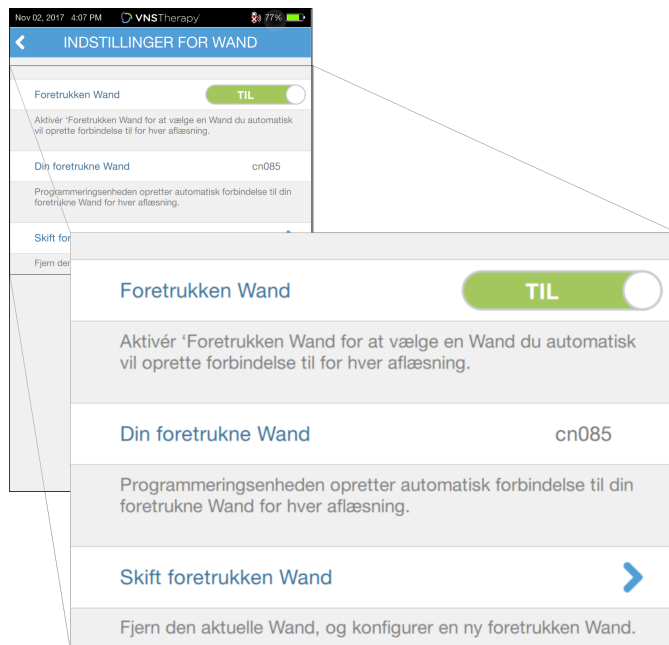 Nov 02, 2017 4:07 PM VNSTherapy 77%
INDSTILLINGER FOR WAND
Foretrukken Wand TIL
Aktivér 'Foretrukken Wand for at vælge en Wand du automatisk
vil oprette forbindelse til for hver aflæsning.
Din foretrukne Wand cn085
Programmeringsenheden opretter automatisk forbindelse til din
foretrukne Wand for hver aflæsning.
Skift for
Fjern der
Foretrukken Wand TIL
Aktivér 'Foretrukken Wand for at vælge en Wand du automatisk
vil oprette forbindelse til for hver aflæsning.
Din foretrukne Wand cn085
Programmeringsenheden opretter automatisk forbindelse til din
foretrukne Wand for hver aflæsning.
Skift foretrukken Wand
Fjern den aktuelle Wand, og konfigurer en ny foretrukken Wand.